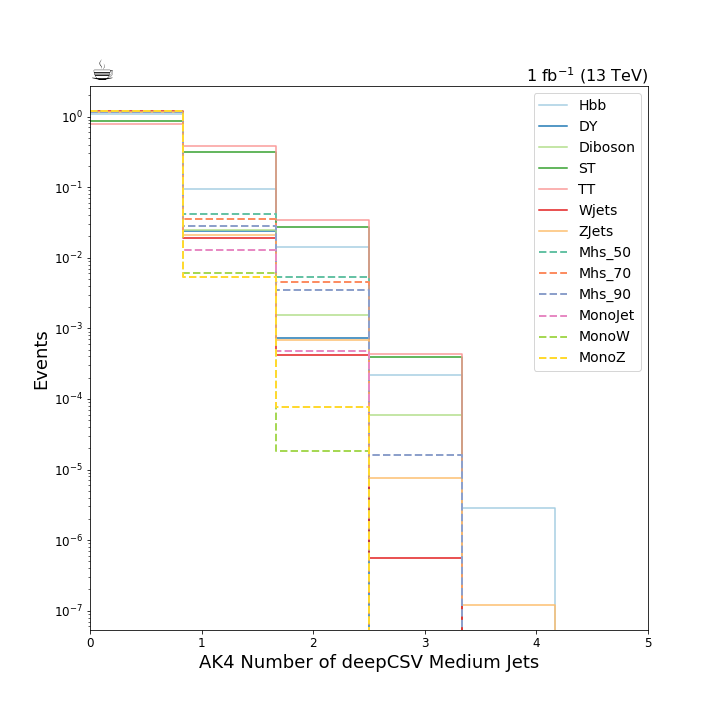 1 fb⁻¹ (13 TeV)
Hbb
DY
Diboson
ST
TT
Wjets
ZJets
Mhs_50
Mhs_70
Mhs_90
MonoJet
MonoW
MonoZ
10⁰
10⁻¹
10⁻²
10⁻³
10⁻⁴
10⁻⁵
10⁻⁶
10⁻⁷
Events
0 1 2 3 4 5
AK4 Number of deepCSV Medium Jets